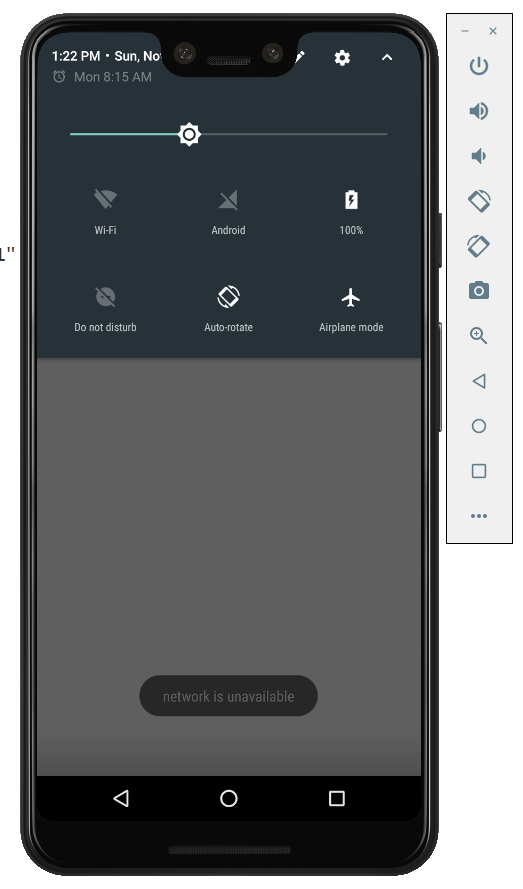 1:22 PM • Sun, No
Mon 8:15 AM
Wi-Fi
Android
100%
Do not disturb
Auto-rotate
Airplane mode
network is unavailable